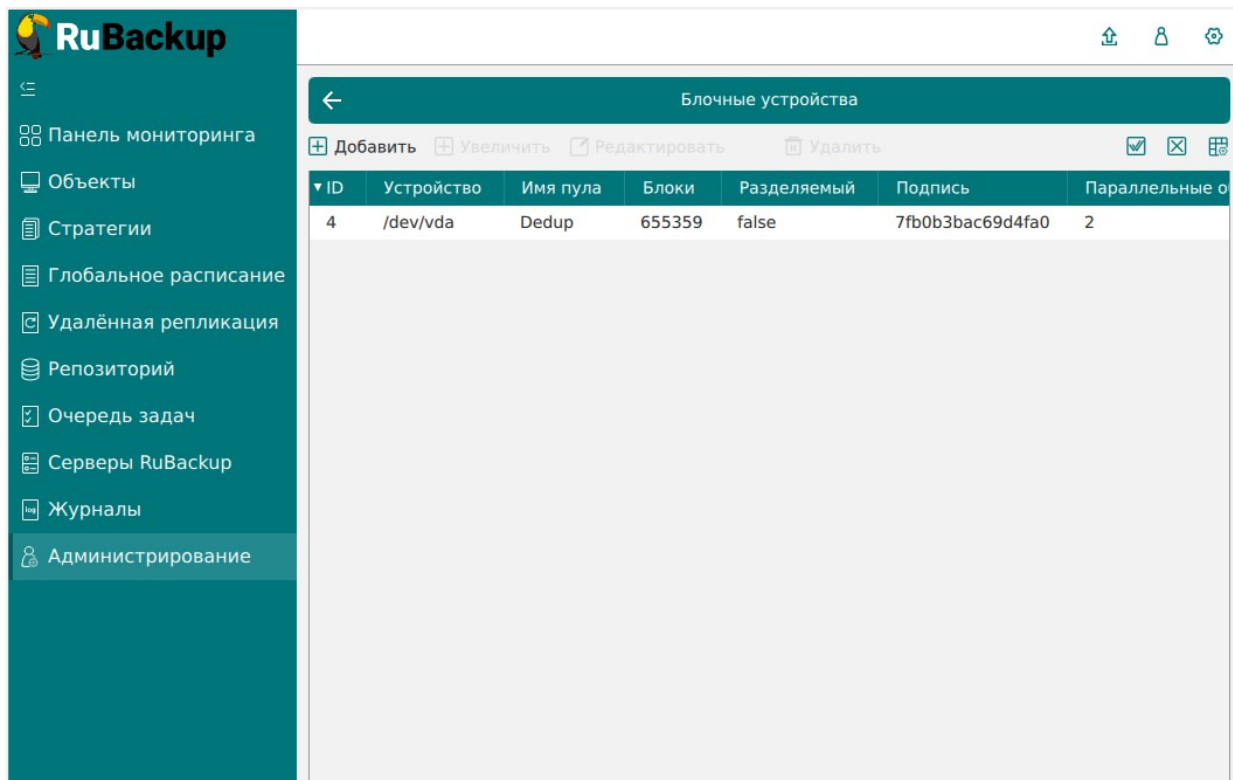 RuBackup
Блочные устройства
Панель мониторинга
Объекты
Стратегии
Глобальное расписание
Удалённая репликация
Репозиторий
Очередь задач
Серверы RuBackup
Журналы
Администрирование
Добавить Увеличить Редактировать Удалить
ID Устройство Имя пула Блоки Разделяемый Подпись Параллельные о
4 /dev/vda Dedup 655359 false 7fb0b3bac69d4fa0 2